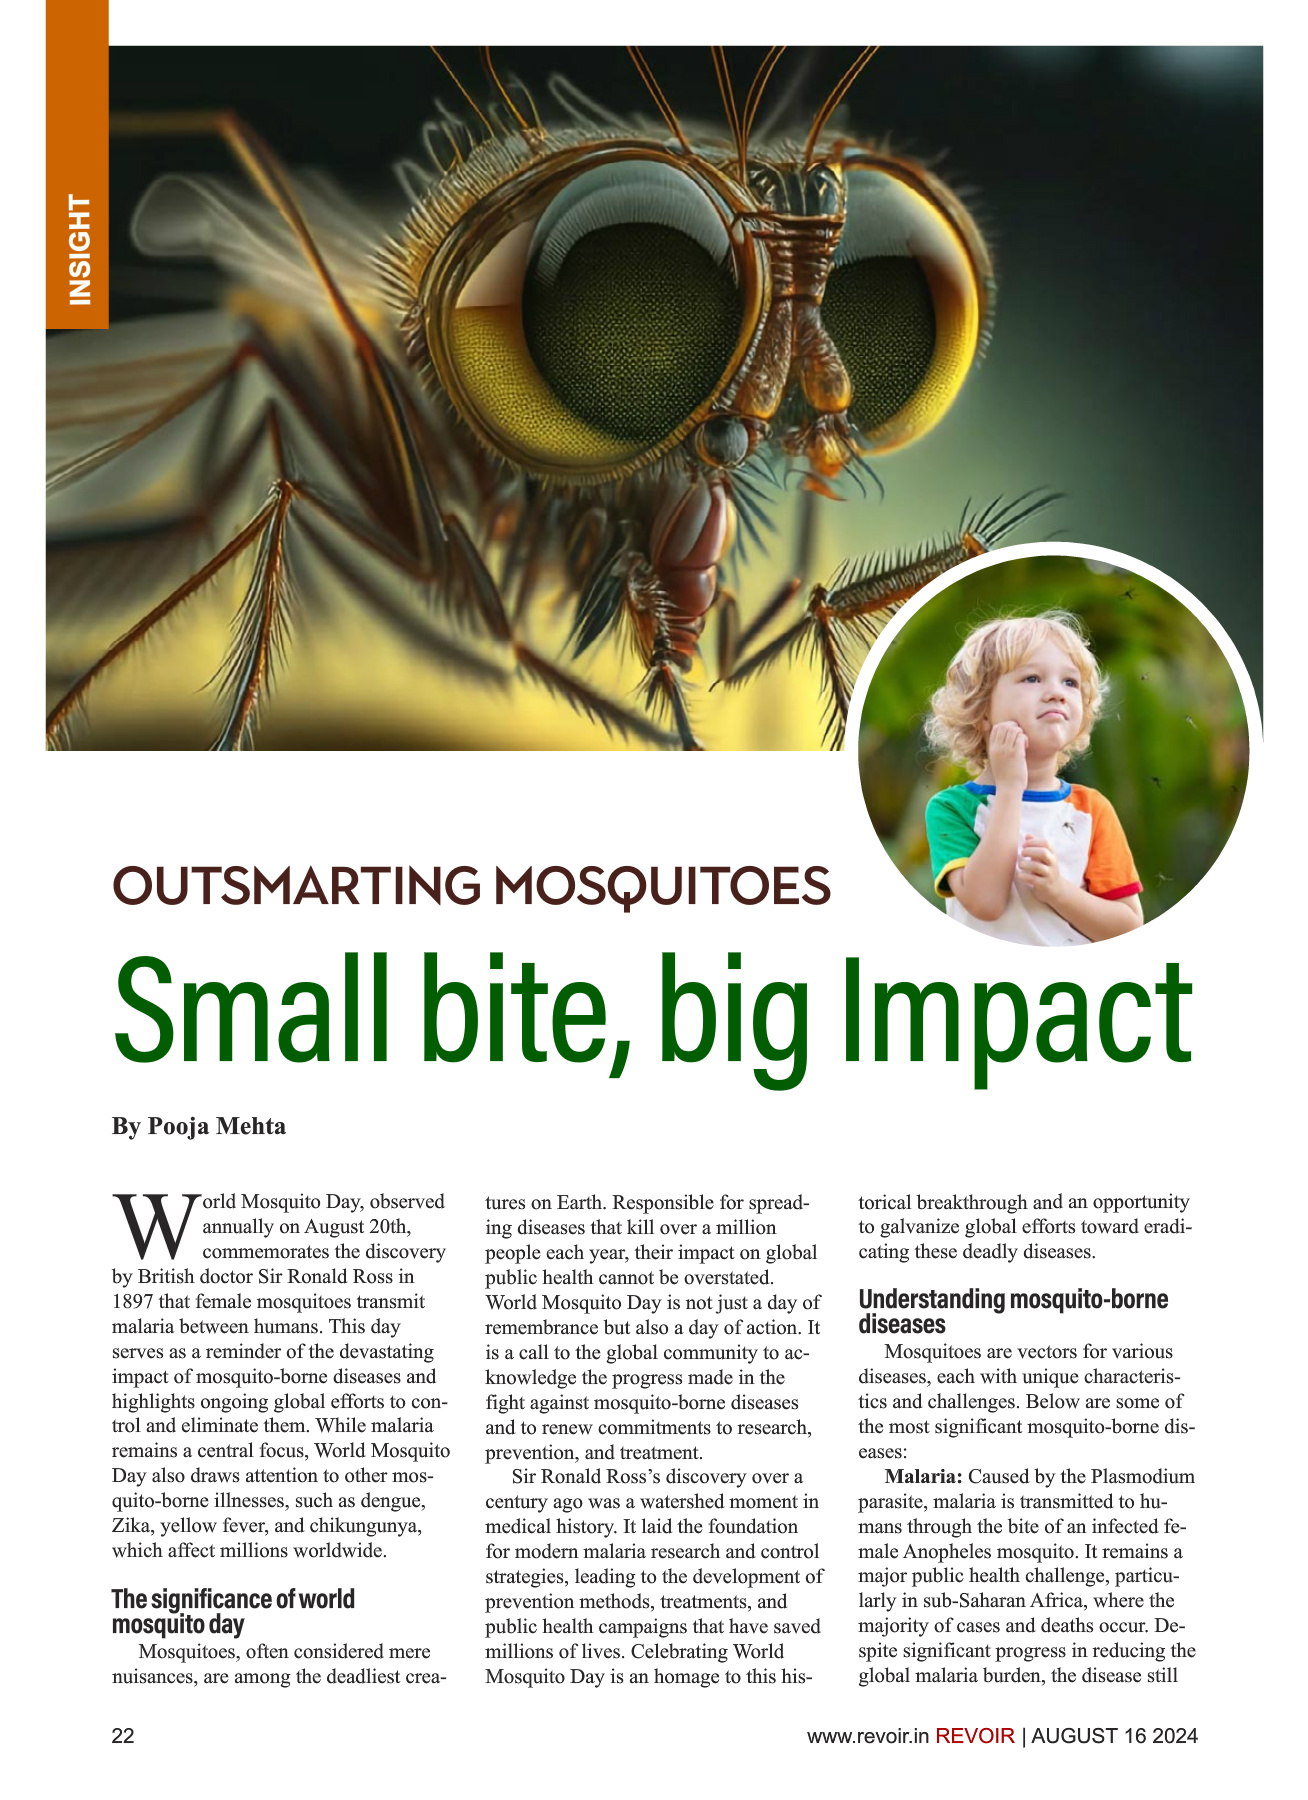 INSIGHT
OUTSMARTING MOSQUITOES
Small bite, big Impact
By Pooja Mehta
World Mosquito Day, observed
annually on August 20th,
commemorates the discovery
by British doctor Sir Ronald Ross in
1897 that female mosquitoes transmit
malaria between humans. This day
serves as a reminder of the devastating
impact of mosquito-borne diseases and
highlights ongoing global efforts to con-
trol and eliminate them. While malaria
remains a central focus, World Mosquito
Day also draws attention to other mos-
quito-borne illnesses, such as dengue,
Zika, yellow fever, and chikungunya,
which affect millions worldwide.
The significance of world
mosquito day
Mosquitoes, often considered mere
nuisances, are among the deadliest crea-
tures on Earth. Responsible for spread-
ing diseases that kill over a million
people each year, their impact on global
public health cannot be overstated.
World Mosquito Day is not just a day of
remembrance but also a day of action. It
is a call to the global community to ac-
knowledge the progress made in the
fight against mosquito-borne diseases
and to renew commitments to research,
prevention, and treatment.
Sir Ronald Ross’s discovery over a
century ago was a watershed moment in
medical history. It laid the foundation
for modern malaria research and control
strategies, leading to the development of
prevention methods, treatments, and
public health campaigns that have saved
millions of lives. Celebrating World
Mosquito Day is an homage to this his-
torical breakthrough and an opportunity
to galvanize global efforts toward eradi-
cating these deadly diseases.
Understanding mosquito-borne
diseases
Mosquitoes are vectors for various
diseases, each with unique characteris-
tics and challenges. Below are some of
the most significant mosquito-borne dis-
eases:
Malaria: Caused by the Plasmodium
parasite, malaria is transmitted to hu-
mans through the bite of an infected fe-
male Anopheles mosquito. It remains a
major public health challenge, particu-
larly in sub-Saharan Africa, where the
majority of cases and deaths occur. De-
spite significant progress in reducing the
global malaria burden, the disease still
22
www.revoir.in REVOIR | AUGUST 16 2024